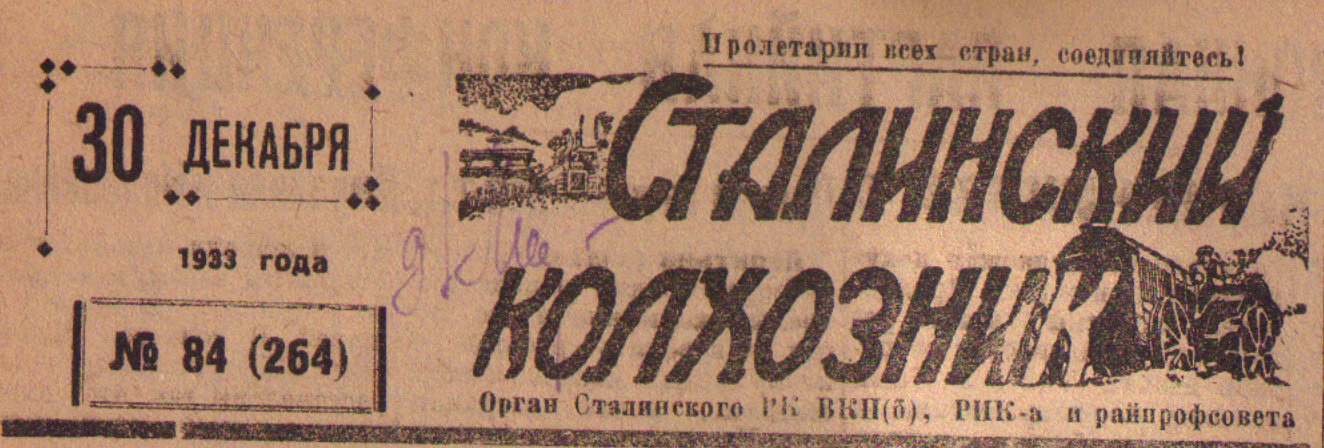 Пролетарии всех стран, соединяйтесь!
30 ДЕКАБРЯ
1933 года
№ 84 (264)
Сталинский
колхозник
Орган Сталинского РК ВКП(б), РИК-а и райпрофсовета